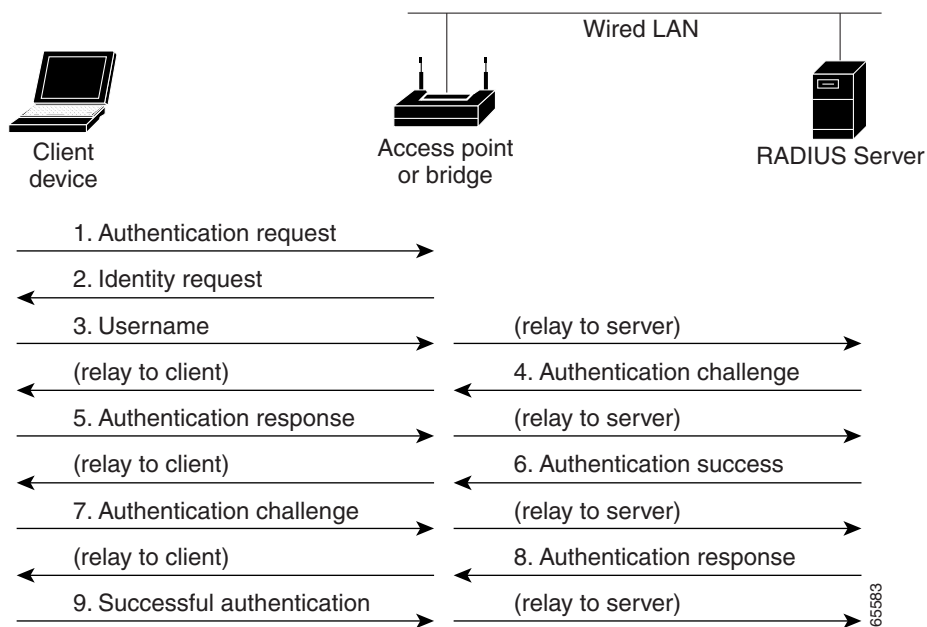 Wired LAN
Client
device
Access point
or bridge
RADIUS Server
1. Authentication request
2. Identity request
3. Username
(relay to server)
(relay to client)
4. Authentication challenge
5. Authentication response
(relay to server)
(relay to client)
6. Authentication success
7. Authentication challenge
(relay to server)
(relay to client)
8. Authentication response
9. Successful authentication
(relay to server)
65583